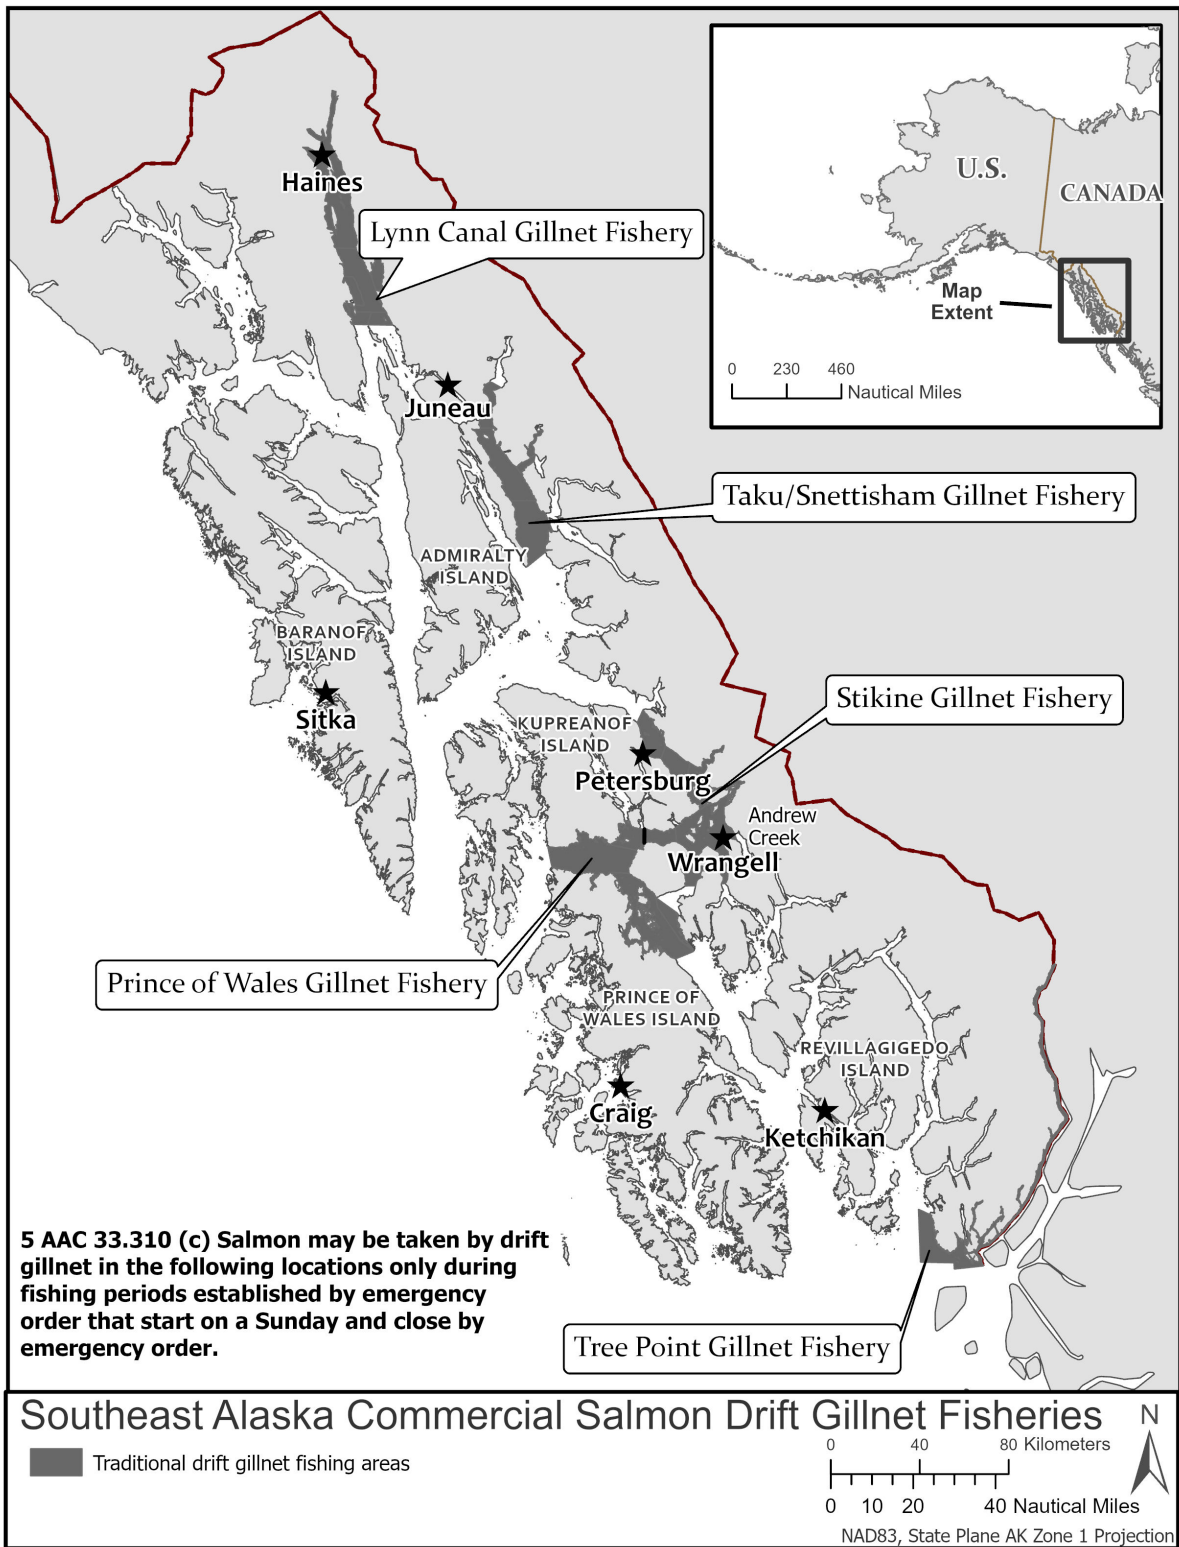 Haines
Lynn Canal Gillnet Fishery
U.S.
CANADA
Map
Extent
0 230 460
Nautical Miles
Juneau
Taku/Snettisham Gillnet Fishery
ADMIRALTY
ISLAND
BARANOF
ISLAND
Sitka
Stikine Gillnet Fishery
KUPREANOF
ISLAND
Petersburg
Andrew
Creek
Wrangell
Prince of Wales Gillnet Fishery
PRINCE OF
WALES ISLAND
REVILLAGIGEDO
ISLAND
Craig
Ketchikan
5 AAC 33.310 (c) Salmon may be taken by drift
gillnet in the following locations only during
fishing periods established by emergency
order that start on a Sunday and close by
emergency order.
Tree Point Gillnet Fishery
Southeast Alaska Commercial Salmon Drift Gillnet Fisheries
N
Traditional drift gillnet fishing areas
0 40 80 Kilometers
0 10 20 40 Nautical Miles
NAD83, State Plane AK Zone 1 Projection